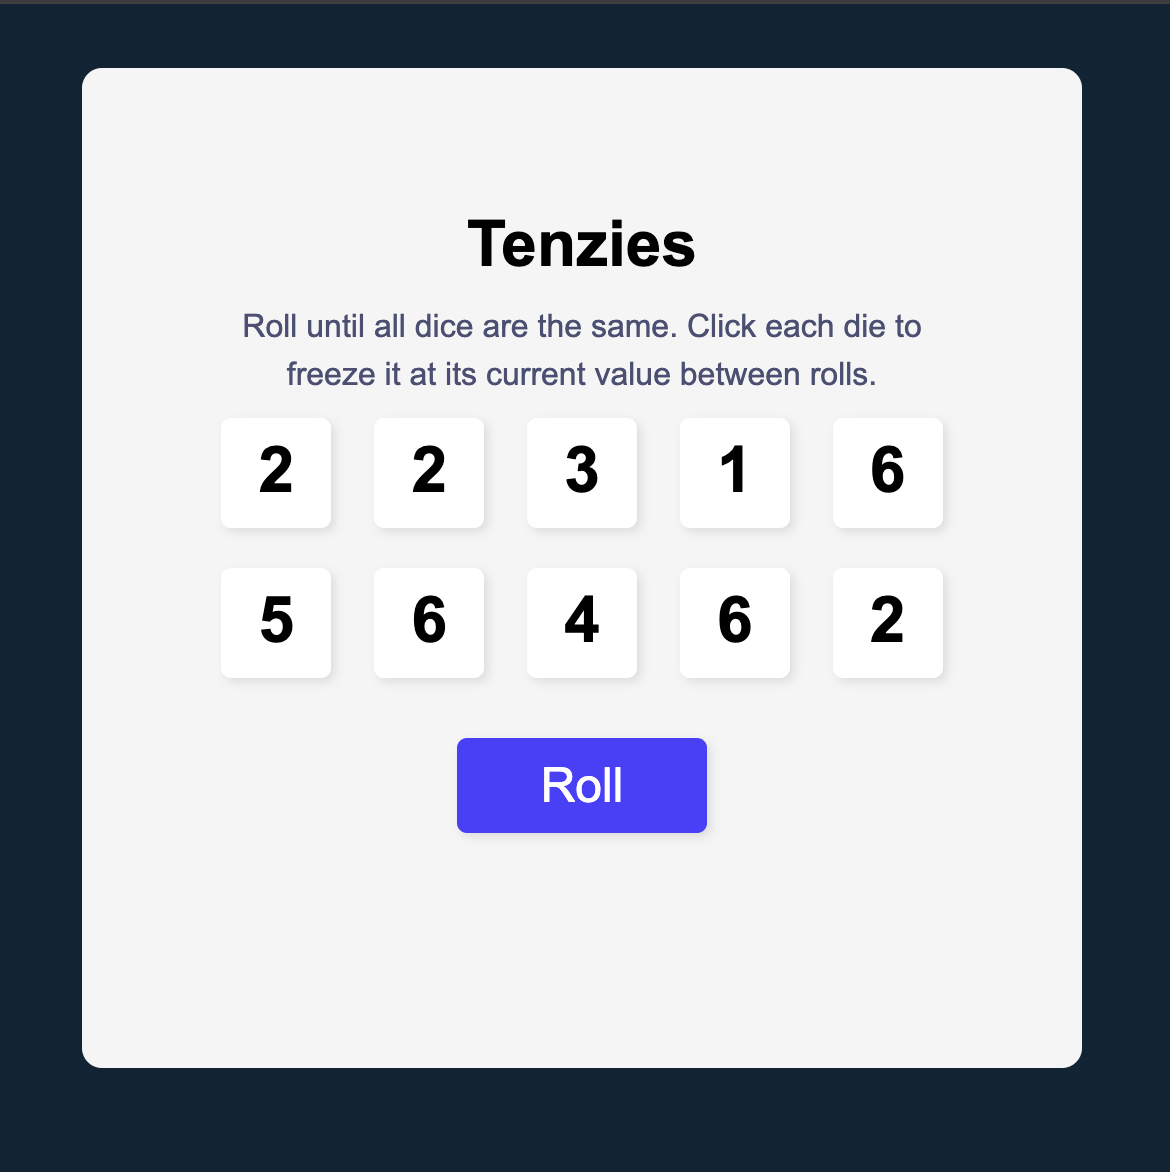 Tenzies
Roll until all dice are the same. Click each die to
freeze it at its current value between rolls.
2 2 3 1 6
5 6 4 6 2
Roll